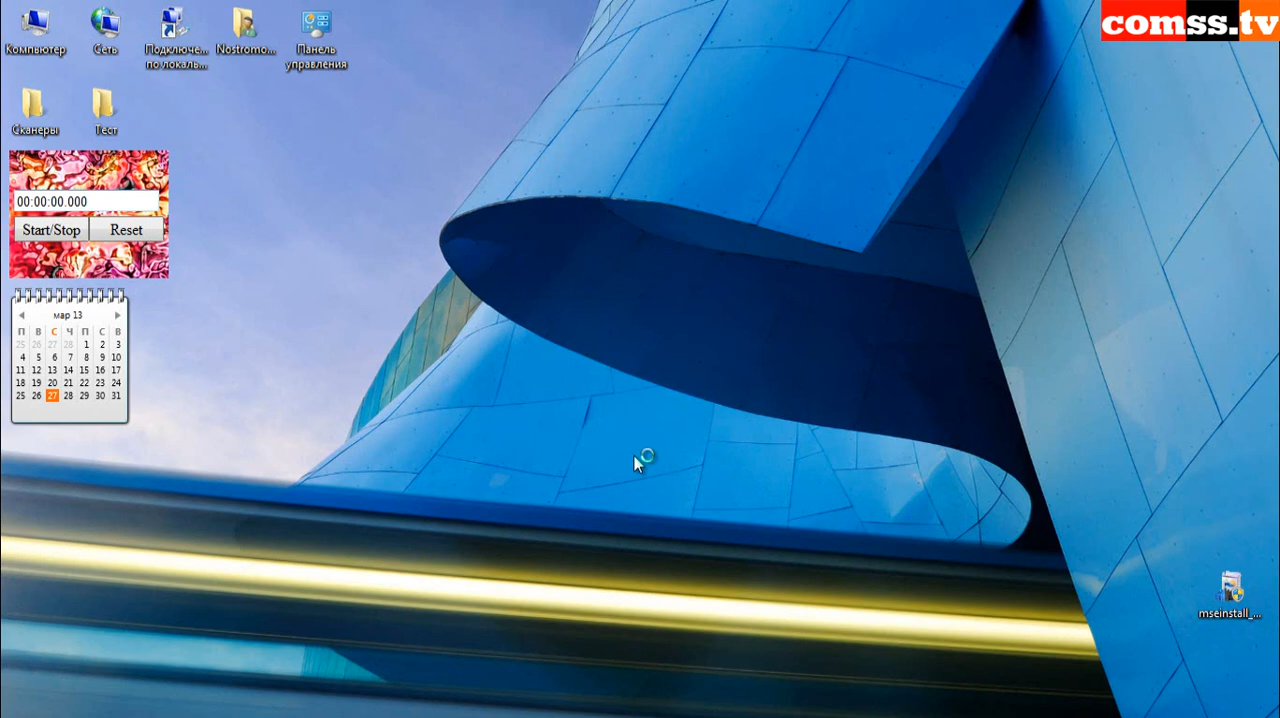 comss.tv
Компьютер
Сеть
Подключе...
по локаль...
Nostromo...
Панель
управления
Сканеры
Тест
00:00:00.000
Start/Stop
Reset
мар 13
П В С Ч П С В
25 26 27 28 1 2 3
4 5 6 7 8 9 10
11 12 13 14 15 16 17
18 19 20 21 22 23 24
25 26 27 28 29 30 31
mseinstall_...